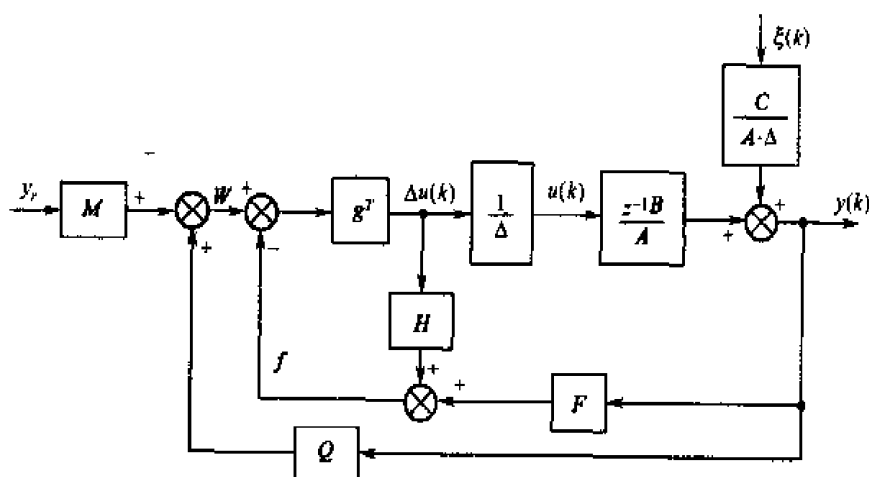 ξ(k)
C
A·Δ
y_r
+
M
+
W
+
−
g^T
Δu(k)
1
Δ
u(k)
z^{-1}B
A
+
+
y(k)
−
+
H
f
+
+
F
Q